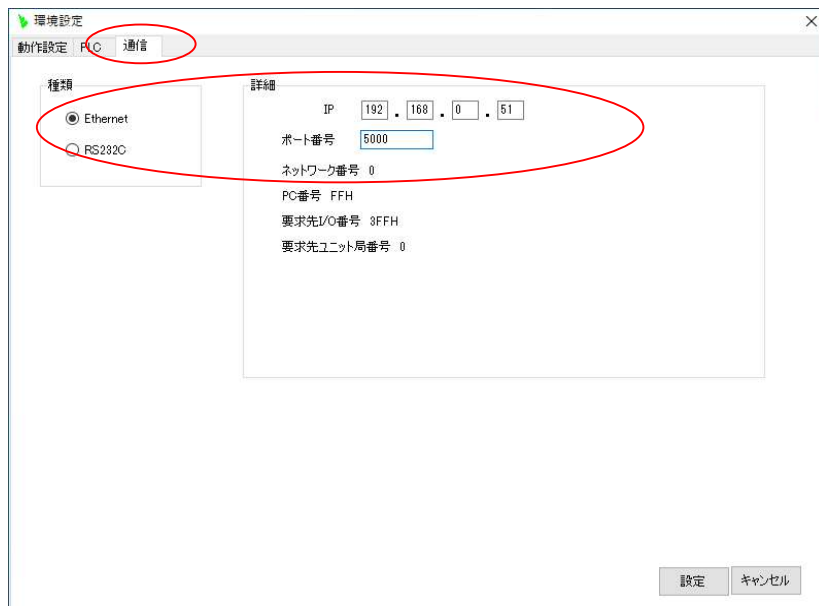 環境設定
動作設定 PLC 通信
種類
Ethernet
RS232C
詳細
IP 192 . 168 . 0 . 51
ポート番号 5000
ネットワーク番号 0
PC番号 FFH
要求先I/O番号 3FFH
要求先ユニット局番号 0
設定 キャンセル